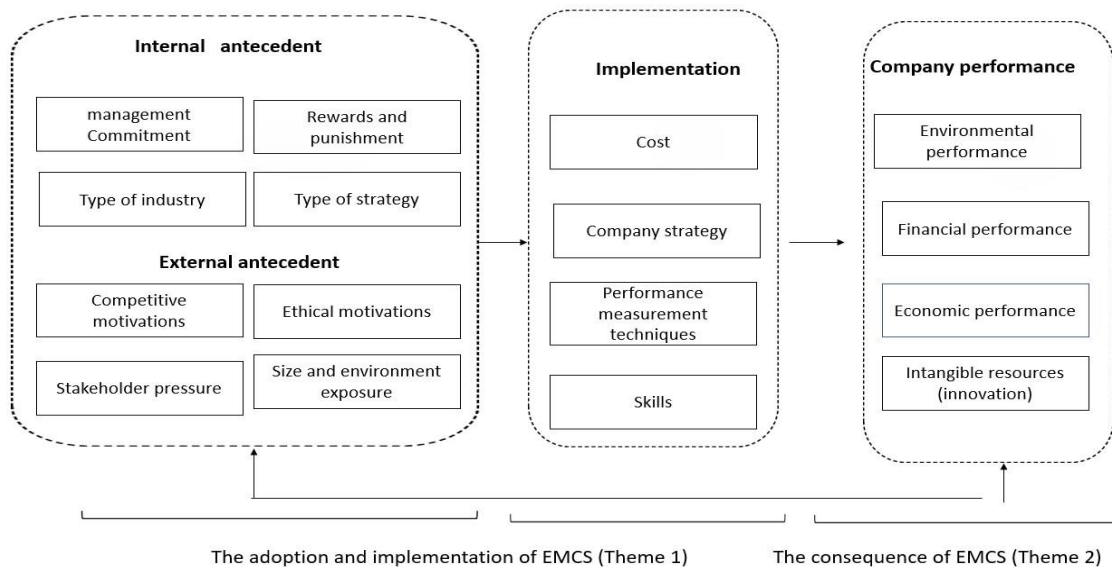 Internal antecedent
management
Commitment
Rewards and
punishment
Type of industry
Type of strategy
External antecedent
Competitive
motivations
Ethical motivations
Stakeholder pressure
Size and environment
exposure
Implementation
Cost
Company strategy
Performance
measurement
techniques
Skills
Company performance
Environmental
performance
Financial performance
Economic performance
Intangible resources
(innovation)
The adoption and implementation of EMCS (Theme 1)
The consequence of EMCS (Theme 2)